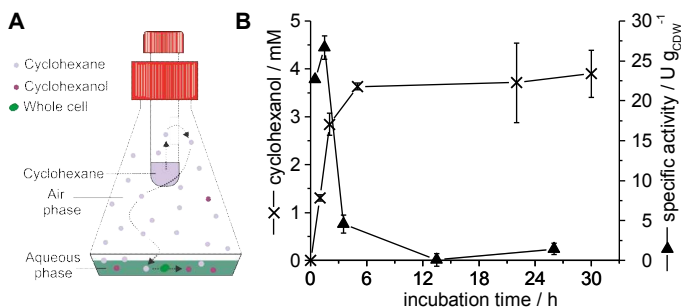 A
Cyclohexane
Cyclohexanol
Whole cell
Cyclohexane
Air
phase
Aqueous
phase
B
cyclohexanol / mM
5
4
3
2
1
0
0 6 12 18 24 30
incubation time / h
30
25
20
15
10
5
0
specific activity / U g_CDW^-1